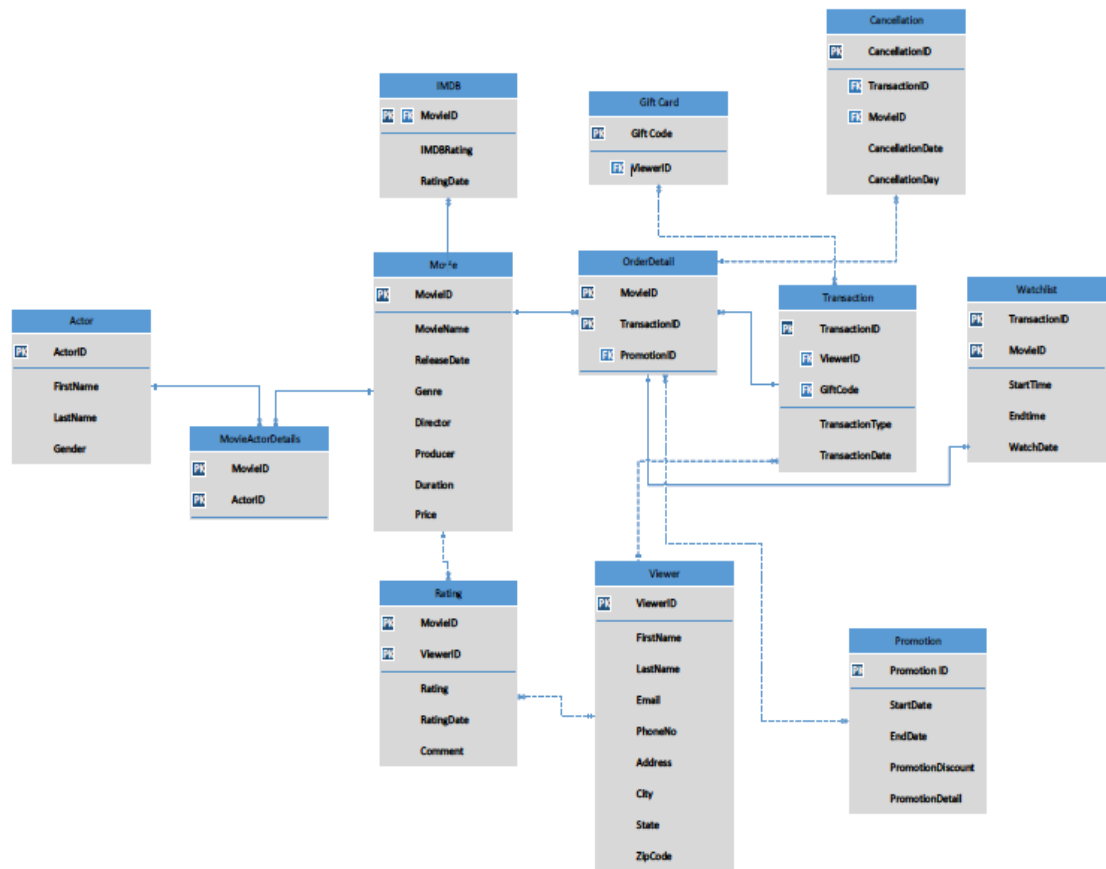 Cancellation
PK CancellationID
FK TransactionID
FK MovieID
CancellationDate
CancellationDay
IMDB
PK FK MovieID
IMDBRating
RatingDate
Gift Card
PK Gift Code
FK ViewerID
Actor
PK ActorID
FirstName
LastName
Gender
MovieActorDetails
PK MovieID
PK ActorID
PK MovieID
MovieName
ReleaseDate
Genre
Director
Producer
Duration
Price
OrderDetail
PK MovieID
PK TransactionID
FK PromotionID
Transaction
PK TransactionID
FK ViewerID
FK GiftCode
TransactionType
TransactionDate
Watchlist
PK TransactionID
PK MovieID
StartTime
Endtime
WatchDate
Rating
PK MovieID
PK ViewerID
Rating
RatingDate
Comment
Viewer
PK ViewerID
FirstName
LastName
Email
PhoneNo
Address
City
State
ZipCode
Promotion
PK Promotion ID
StartDate
EndDate
PromotionDiscount
PromotionDetail